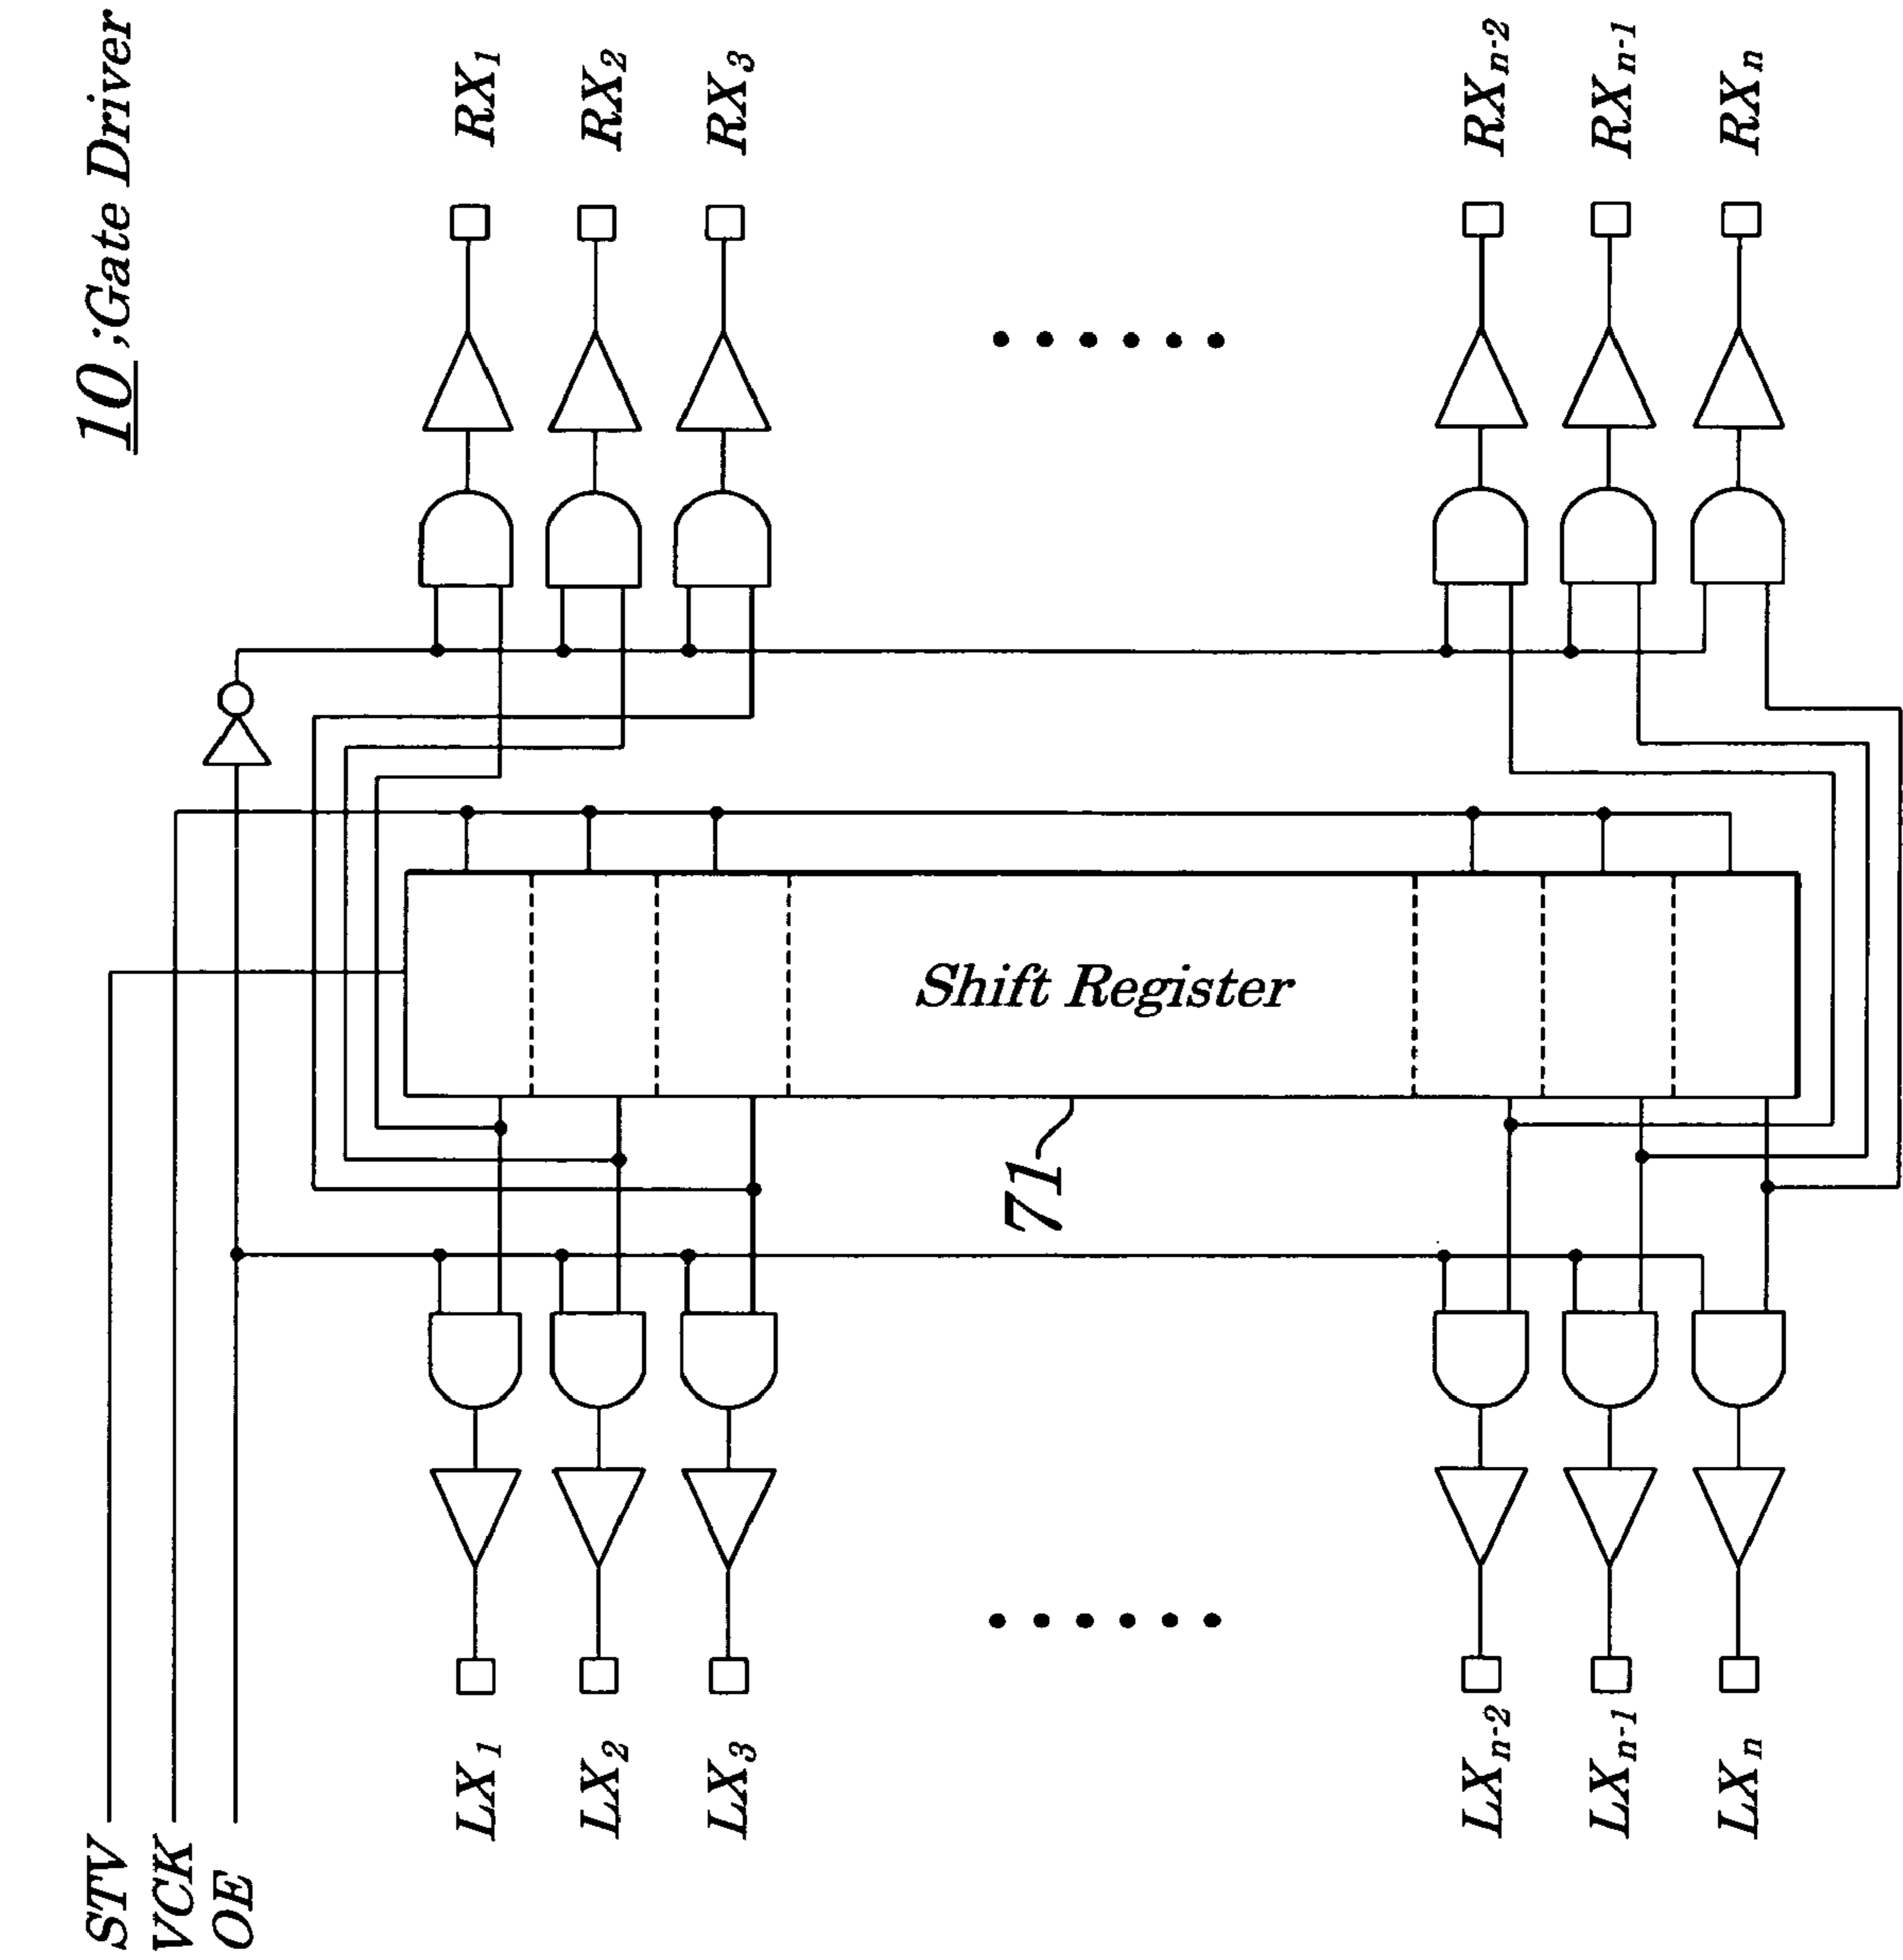 10 ;Gate Driver
STV
VCK
OE
LX1
RX1
LX2
RX2
LX3
RX3
Shift Register
71
LXn-2
RXn-2
LXn-1
RXn-1
LXn
RXn